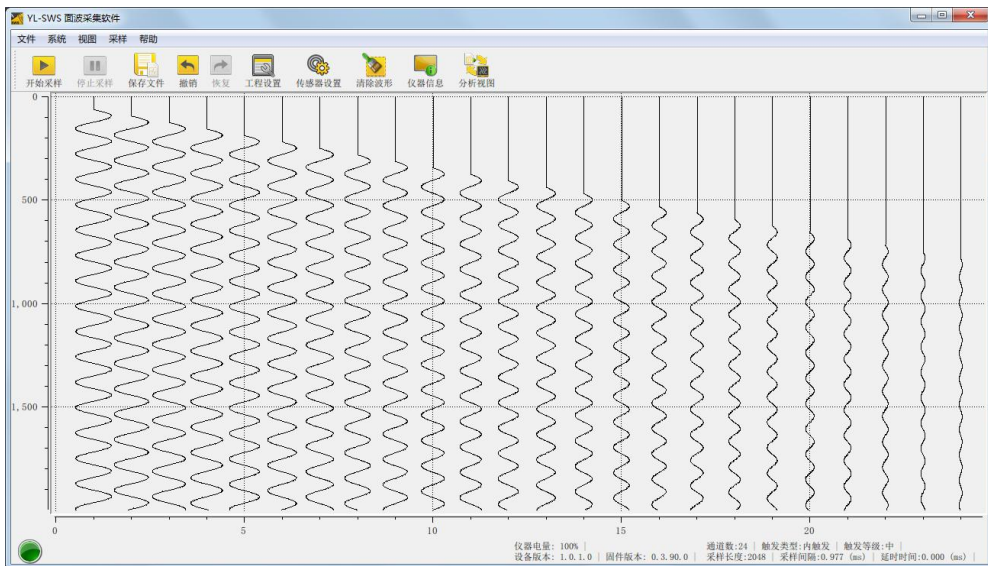 YL-SWS 面波采集软件
文件 系统 视图 采样 帮助
开始采样 停止采样 保存文件 撤销 恢复 工程设置 传感器设置 清除波形 仪器信息 分析视图
0
500
1,000
1,500
0 5 10 15 20
仪器电量: 100% | 通道数:24 | 触发类型:内触发 | 触发等级:中 |
设备版本: 1.0.1.0 | 固件版本: 0.3.90.0 | 采样长度:2048 | 采样间隔:0.977 (ms) | 延时时间:0.000 (ms) |